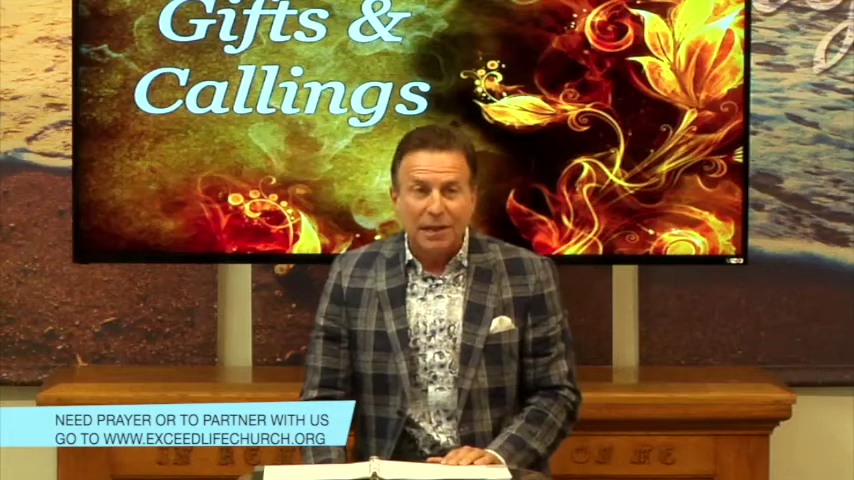 Gifts &
Callings
NEED PRAYER OR TO PARTNER WITH US
GO TO WWW.EXCEEDLIFECHURCH.ORG